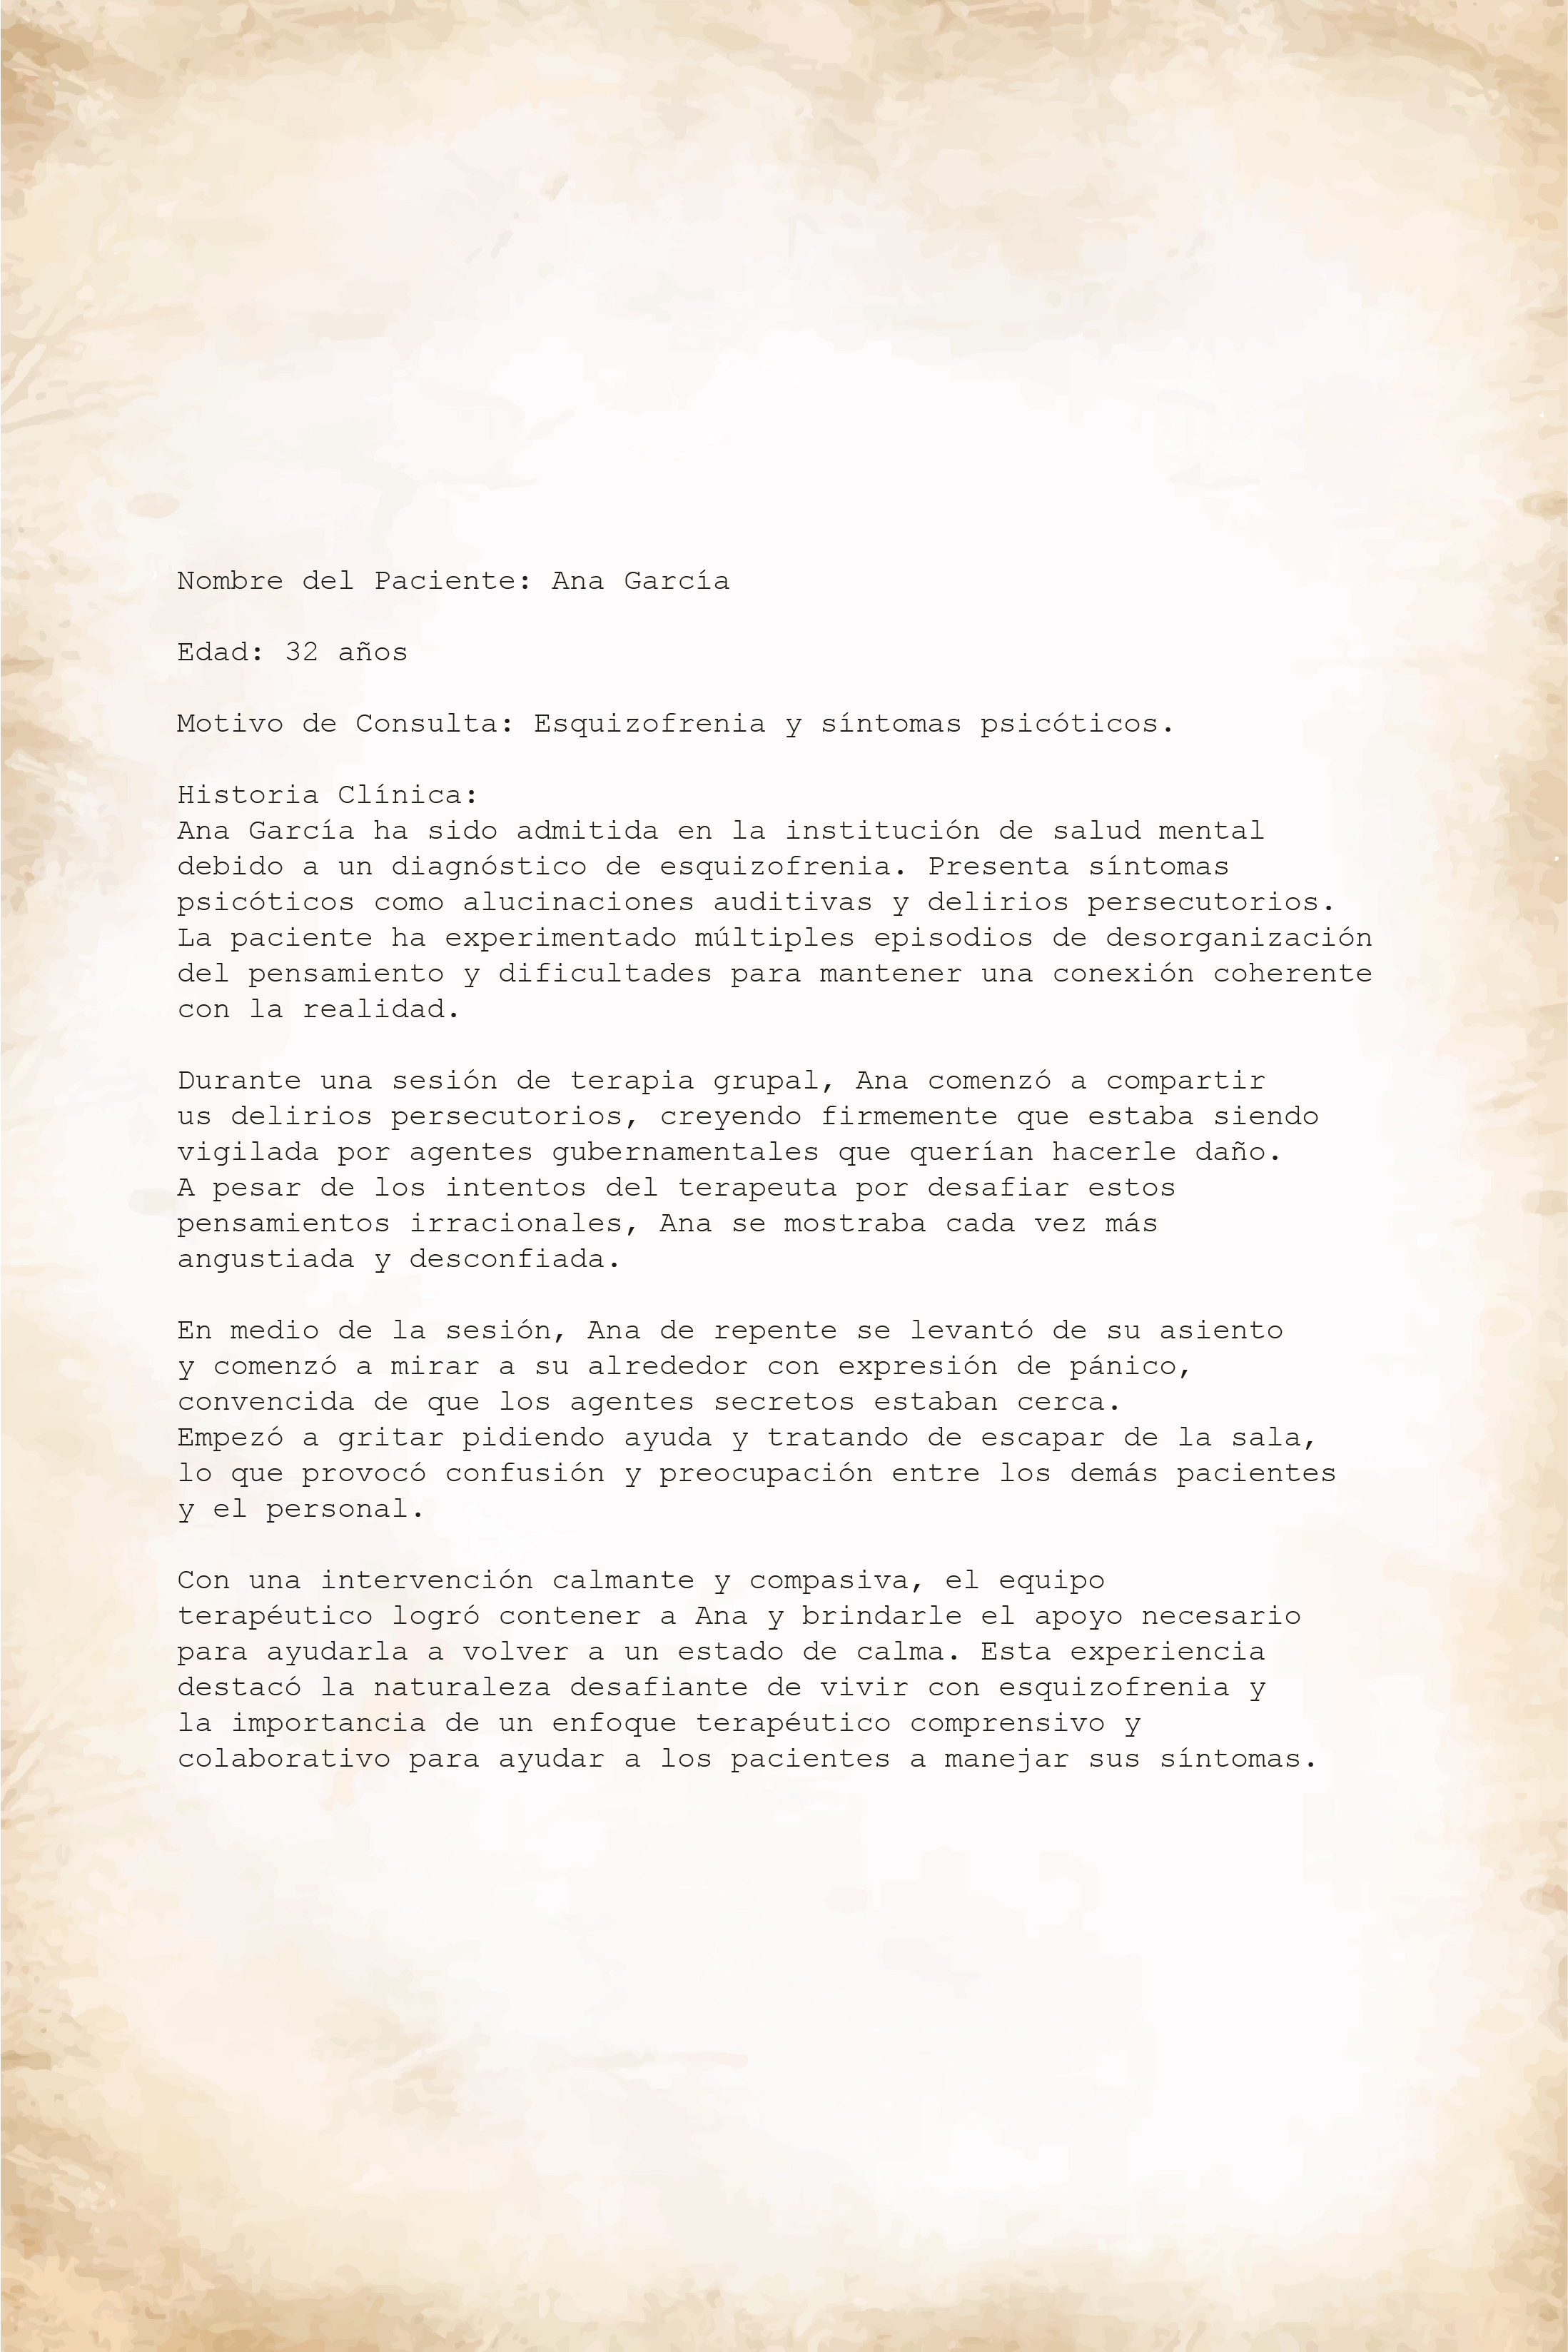 Nombre del Paciente: Ana García
Edad: 32 años
Motivo de Consulta: Esquizofrenia y síntomas psicóticos.
Historia Clínica:
Ana García ha sido admitida en la institución de salud mental
debido a un diagnóstico de esquizofrenia. Presenta síntomas
psicóticos como alucinaciones auditivas y delirios persecutorios.
La paciente ha experimentado múltiples episodios de desorganización
del pensamiento y dificultades para mantener una conexión coherente
con la realidad.
Durante una sesión de terapia grupal, Ana comenzó a compartir
us delirios persecutorios, creyendo firmemente que estaba siendo
vigilada por agentes gubernamentales que querían hacerle daño.
A pesar de los intentos del terapeuta por desafiar estos
pensamientos irracionales, Ana se mostraba cada vez más
angustiada y desconfiada.
En medio de la sesión, Ana de repente se levantó de su asiento
y comenzó a mirar a su alrededor con expresión de pánico,
convencida de que los agentes secretos estaban cerca.
Empezó a gritar pidiendo ayuda y tratando de escapar de la sala,
lo que provocó confusión y preocupación entre los demás pacientes
y el personal.
Con una intervención calmante y compasiva, el equipo
terapéutico logró contener a Ana y brindarle el apoyo necesario
para ayudarla a volver a un estado de calma. Esta experiencia
destacó la naturaleza desafiante de vivir con esquizofrenia y
la importancia de un enfoque terapéutico comprensivo y
colaborativo para ayudar a los pacientes a manejar sus síntomas.